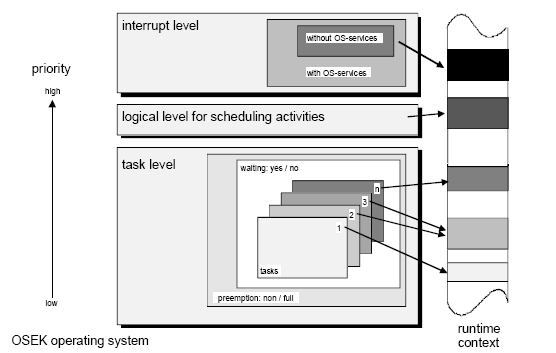 interrupt level
without OS-services
with OS-services
priority
high
logical level for scheduling activities
task level
waiting: yes / no
n
3
2
1
tasks
preemption: non / full
low
OSEK operating system
runtime
context